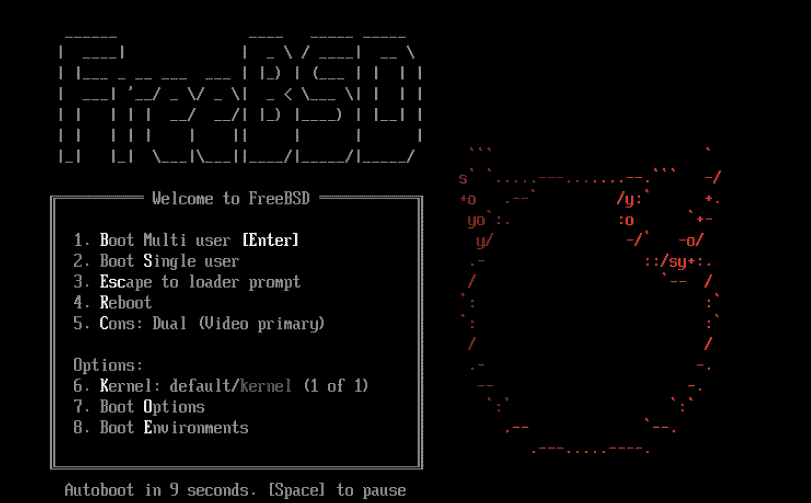 FreeBSD
Welcome to FreeBSD
1. Boot Multi user [Enter]
2. Boot Single user
3. Escape to loader prompt
4. Reboot
5. Cons: Dual (Video primary)
Options:
6. Kernel: default/kernel (1 of 1)
7. Boot Options
8. Boot Environments
Autoboot in 9 seconds. [Space] to pause